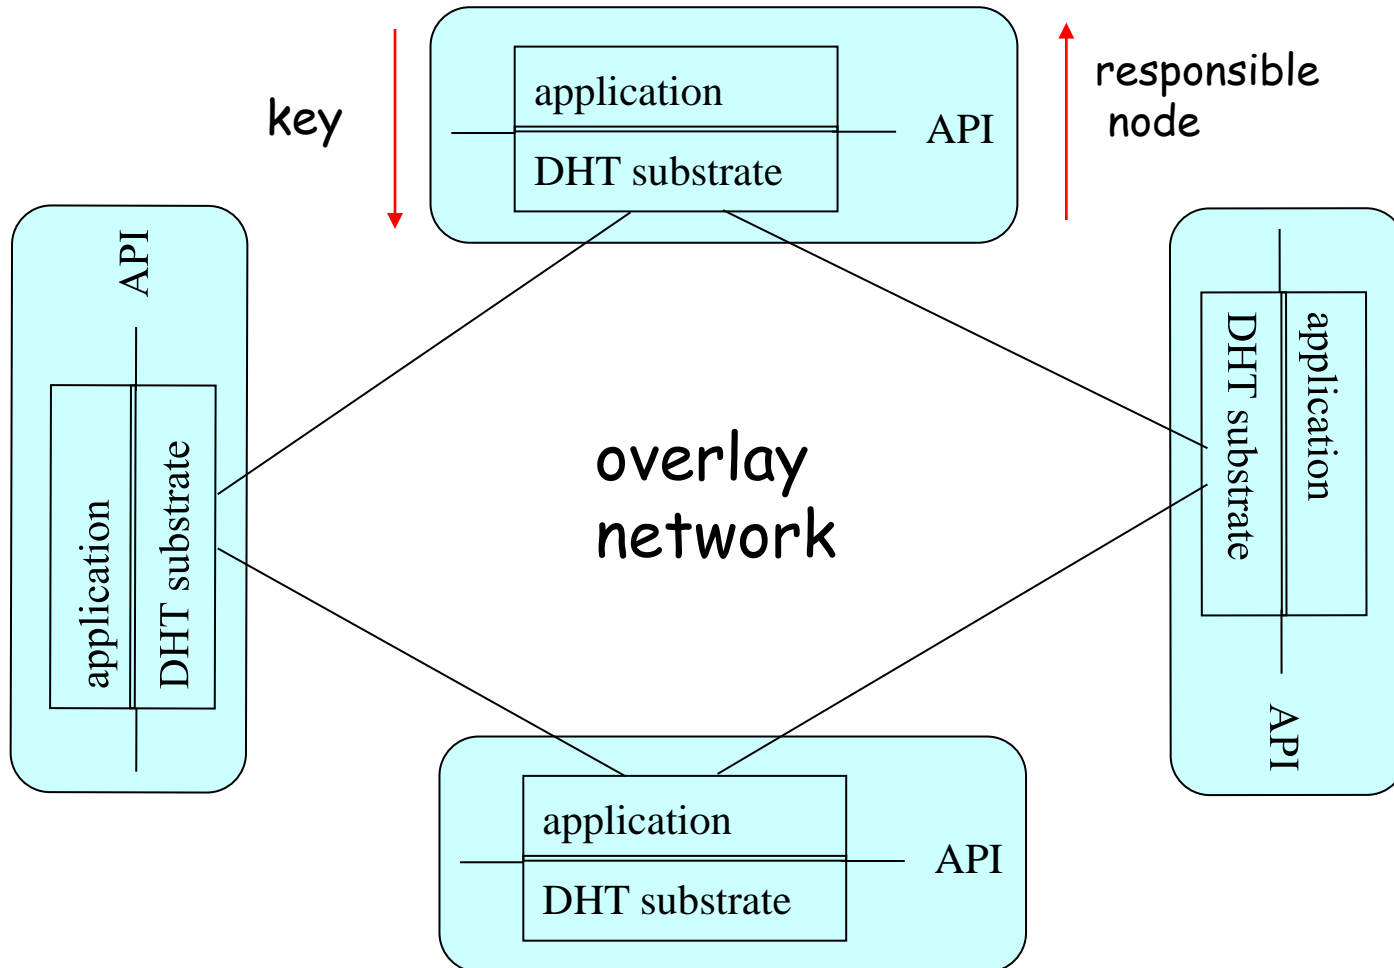 key
application
DHT substrate
API
responsible
node
API
application
DHT substrate
overlay
network
DHT substrate
application
API
application
DHT substrate
API